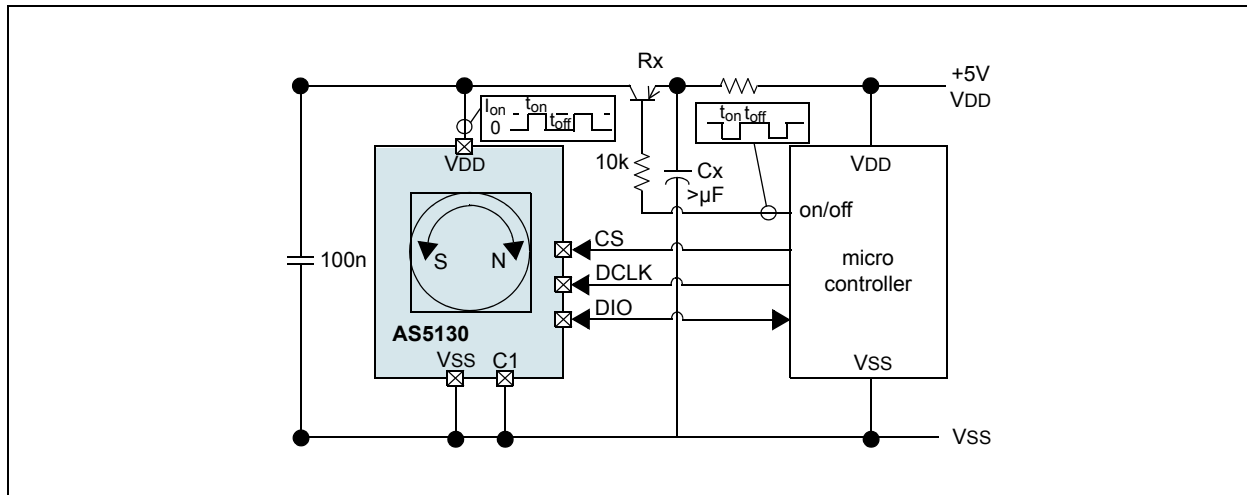 Rx
+5V
VDD
Ion
ton
toff
0
ton toff
VDD
10k
Cx
>µF
VDD
on/off
100n
S
N
CS
DCLK
DIO
micro
controller
AS5130
VSS
C1
VSS
VSS